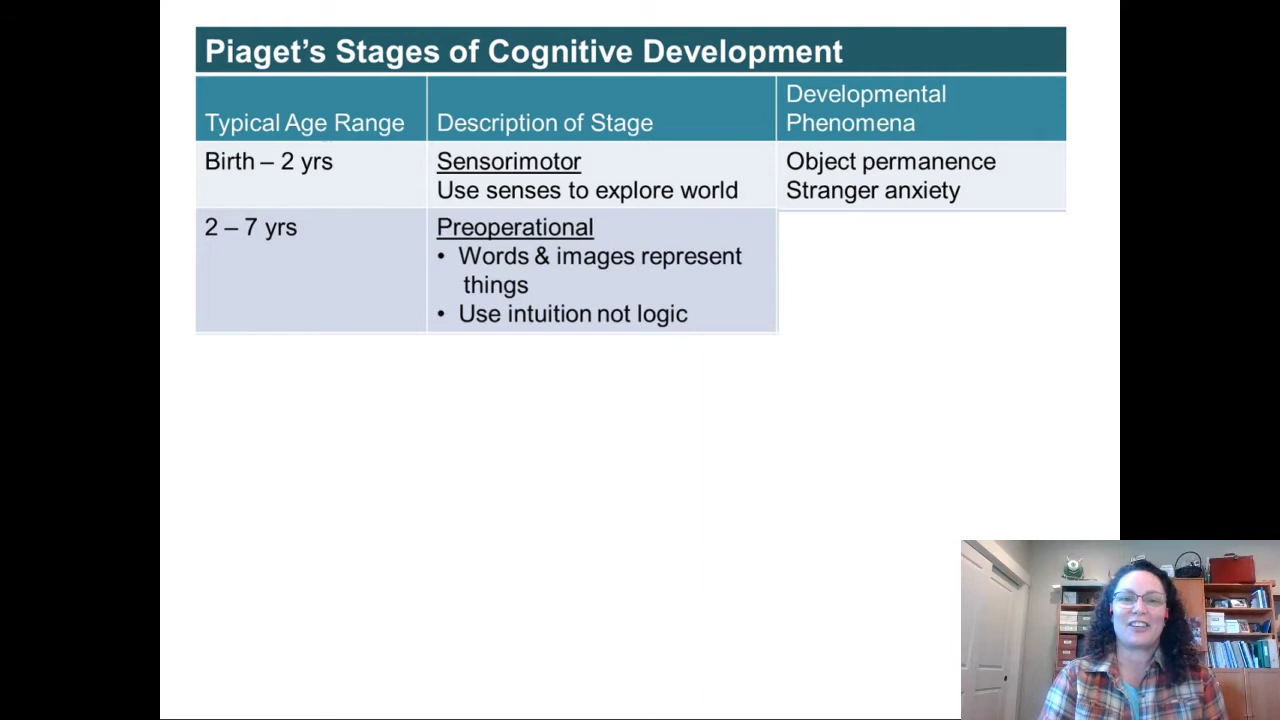 Piaget’s Stages of Cognitive Development
Typical Age Range
Description of Stage
Developmental
Phenomena
Birth – 2 yrs
Sensorimotor
Use senses to explore world
Object permanence
Stranger anxiety
2 – 7 yrs
Preoperational
• Words & images represent
things
• Use intuition not logic